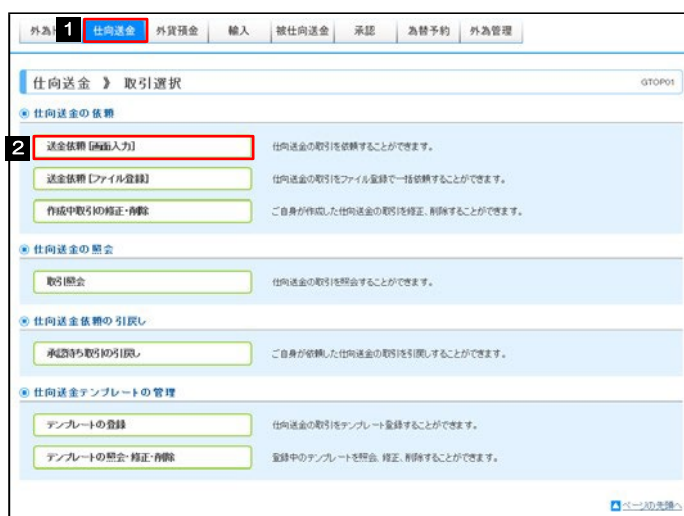 外為ト 1 仕向送金 外貨預金 輸入 被仕向送金 承認 為替予約 外為管理
仕向送金 》 取引選択 GTOP01
仕向送金の依頼
2 送金依頼[画面入力] 仕向送金の取引を依頼することができます。
送金依頼[ファイル登録] 仕向送金の取引をファイル登録で一括依頼することができます。
作成中取引の修正・削除 ご自身が作成した仕向送金の取引を修正、削除することができます。
仕向送金の照会
取引照会 仕向送金の取引を照会することができます。
仕向送金依頼の引戻し
承認待ち取引の引戻し ご自身が依頼した仕向送金の取引を引戻しすることができます。
仕向送金テンプレートの管理
テンプレートの登録 仕向送金の取引をテンプレート登録することができます。
テンプレートの照会・修正・削除 登録中のテンプレートを照会、修正、削除することができます。
ページの先頭へ